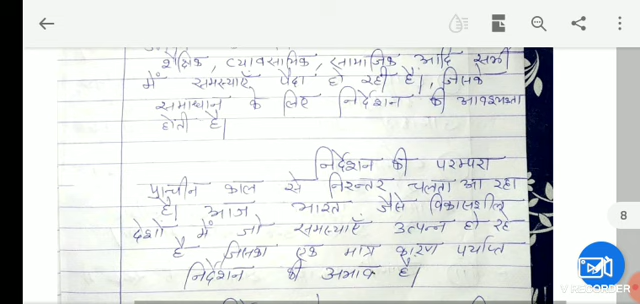 शैक्षिक, व्यावसायिक, सामाजिक आदि सभी
में समस्याएँ पैदा हो रही है, जिसके
समाधान के लिए निर्देशन की आवश्यकता
होती है।
निर्देशन की परम्परा
प्राचीन काल से निरन्तर चलता आ रहा
है। आज भारत जैसे विकासशील
देशों में जो समस्याएँ उत्पन्न हो रहे
है जिसका एक मात्र कारण पर्याप्त
निर्देशन की अभाव है।
8
V RECORDER